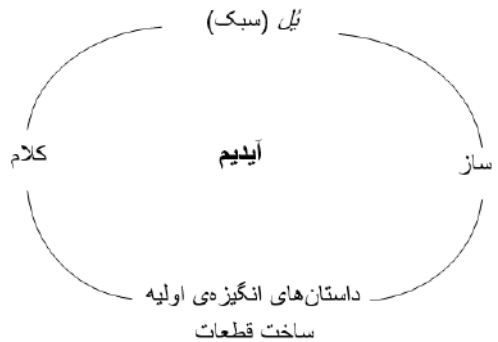 یُل (سبک)
ساز
آیدیم
کلام
داستان‌های انگیزه‌ی اولیه
ساخت قطعات